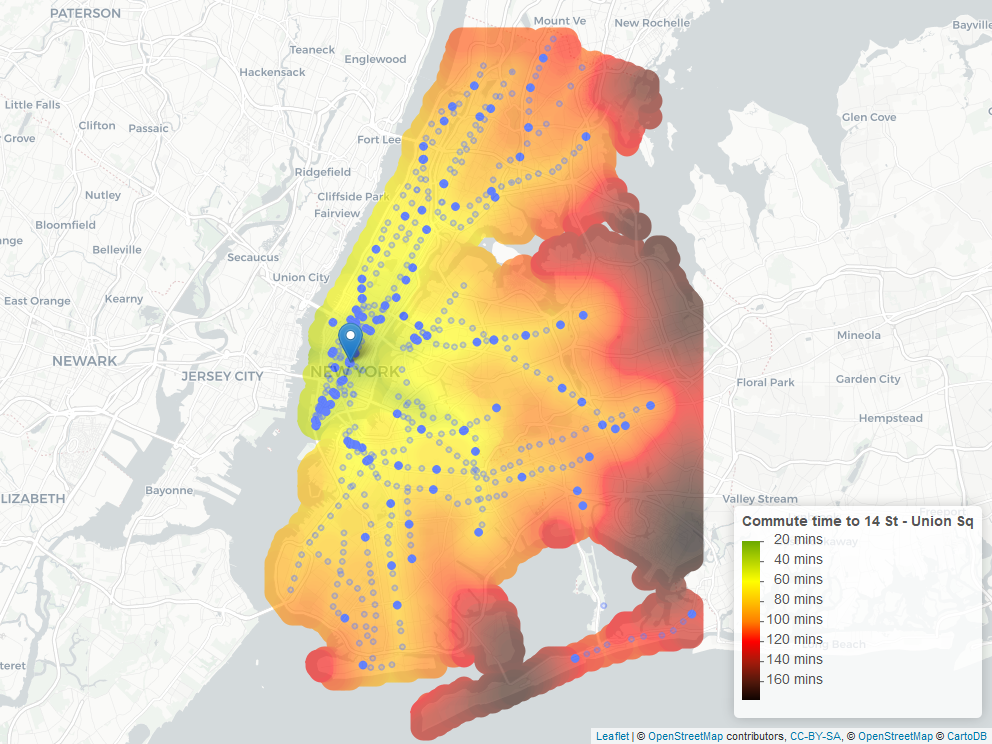 PATERSON
Mount Ve
New Rochelle
Bayville
Teaneck
Englewood
Hackensack
Little Falls
Glen Cove
Clifton
Passaic
Grove
Fort Lee
Ridgefield
Nutley
Cliffside Park
Fairview
Bloomfield
ange
Belleville
Secaucus
Union City
East Orange
Kearny
Mineola
NEWARK
NEW YORK
JERSEY CITY
Floral Park
Garden City
Hempstead
LIZABETH
Bayonne
Valley Stream
Freeport
Commute time to 14 St - Union Sq
20 mins
kaway
40 mins
60 mins
80 mins
100 mins
120 mins
Long Beach
140 mins
teret
160 mins
Leaflet | © OpenStreetMap contributors, CC-BY-SA, © OpenStreetMap © CartoDB